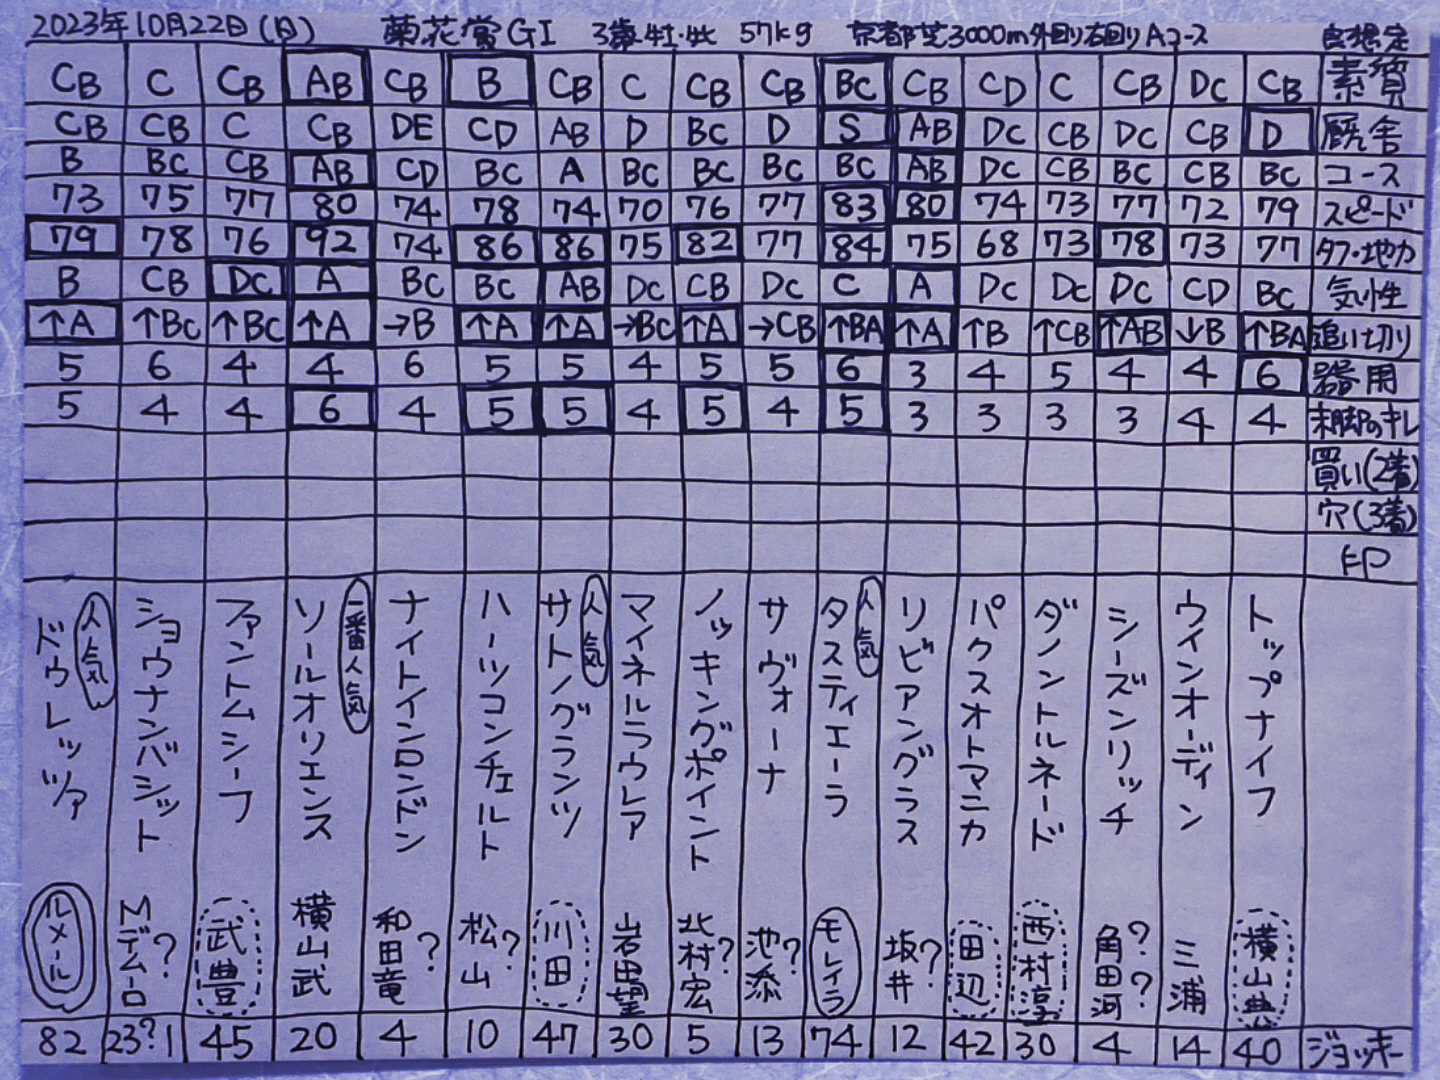 2023年10月22日(日) 菊花賞GI 3歳牡・牝 57kg 京都芝3000m外回り右回りAコース 自想定
CB C CB AB CB B CB C CB CB BC CB CD C CB DC CB 素質
CB CB C CB DE CD AB D BC D S AB DC CB DC CB D 厩舎
B BC CB AB CD BC A BC BC BC BC AB DC CB BC CB BC コース
73 75 77 80 74 78 74 70 76 77 83 80 74 73 77 72 79 スピード
79 78 76 92 74 86 86 75 82 77 84 75 68 73 78 73 77 タフ・地力
B CB DC A BC BC AB DC CB DC C A DC DC DC CD BC 気性
↑A ↑BC ↑BC ↑A →B ↑A ↑A →BC ↑A →CB ↑BA ↑A ↑B ↑CB ↑AB ↓B ↑BA 追い切り
5 6 4 4 6 5 5 4 5 5 6 3 4 5 4 4 6 器用
5 4 4 6 4 5 5 4 5 4 5 3 3 3 3 4 4 末脚のキレ
買い(2着)
穴(3着)
印
ドゥレッツァ 人気
ショウナンバシット
ファントムシーフ
ソールオリエンス 一番人気
ナイトインロンドン
ハーツコンチェルト
サトノグランツ 人気
マイネルラウレア
ノッキングポイント
サヴォーナ
タスティエーラ 人気
リビアングラス
パクスオトマニカ
ダノントルネード
シーズンリッチ
ウインオーディン
トップナイフ
ルメール
Mデムーロ?
武豊
横山武
和田竜?
松山?
川田
岩田望
北村宏?
池添?
モレイラ
坂井?
田辺
西村淳
角田河??
三浦
横山典
82 23?1 45 20 4 10 47 30 5 13 74 12 42 30 4 14 40 ジョッキー